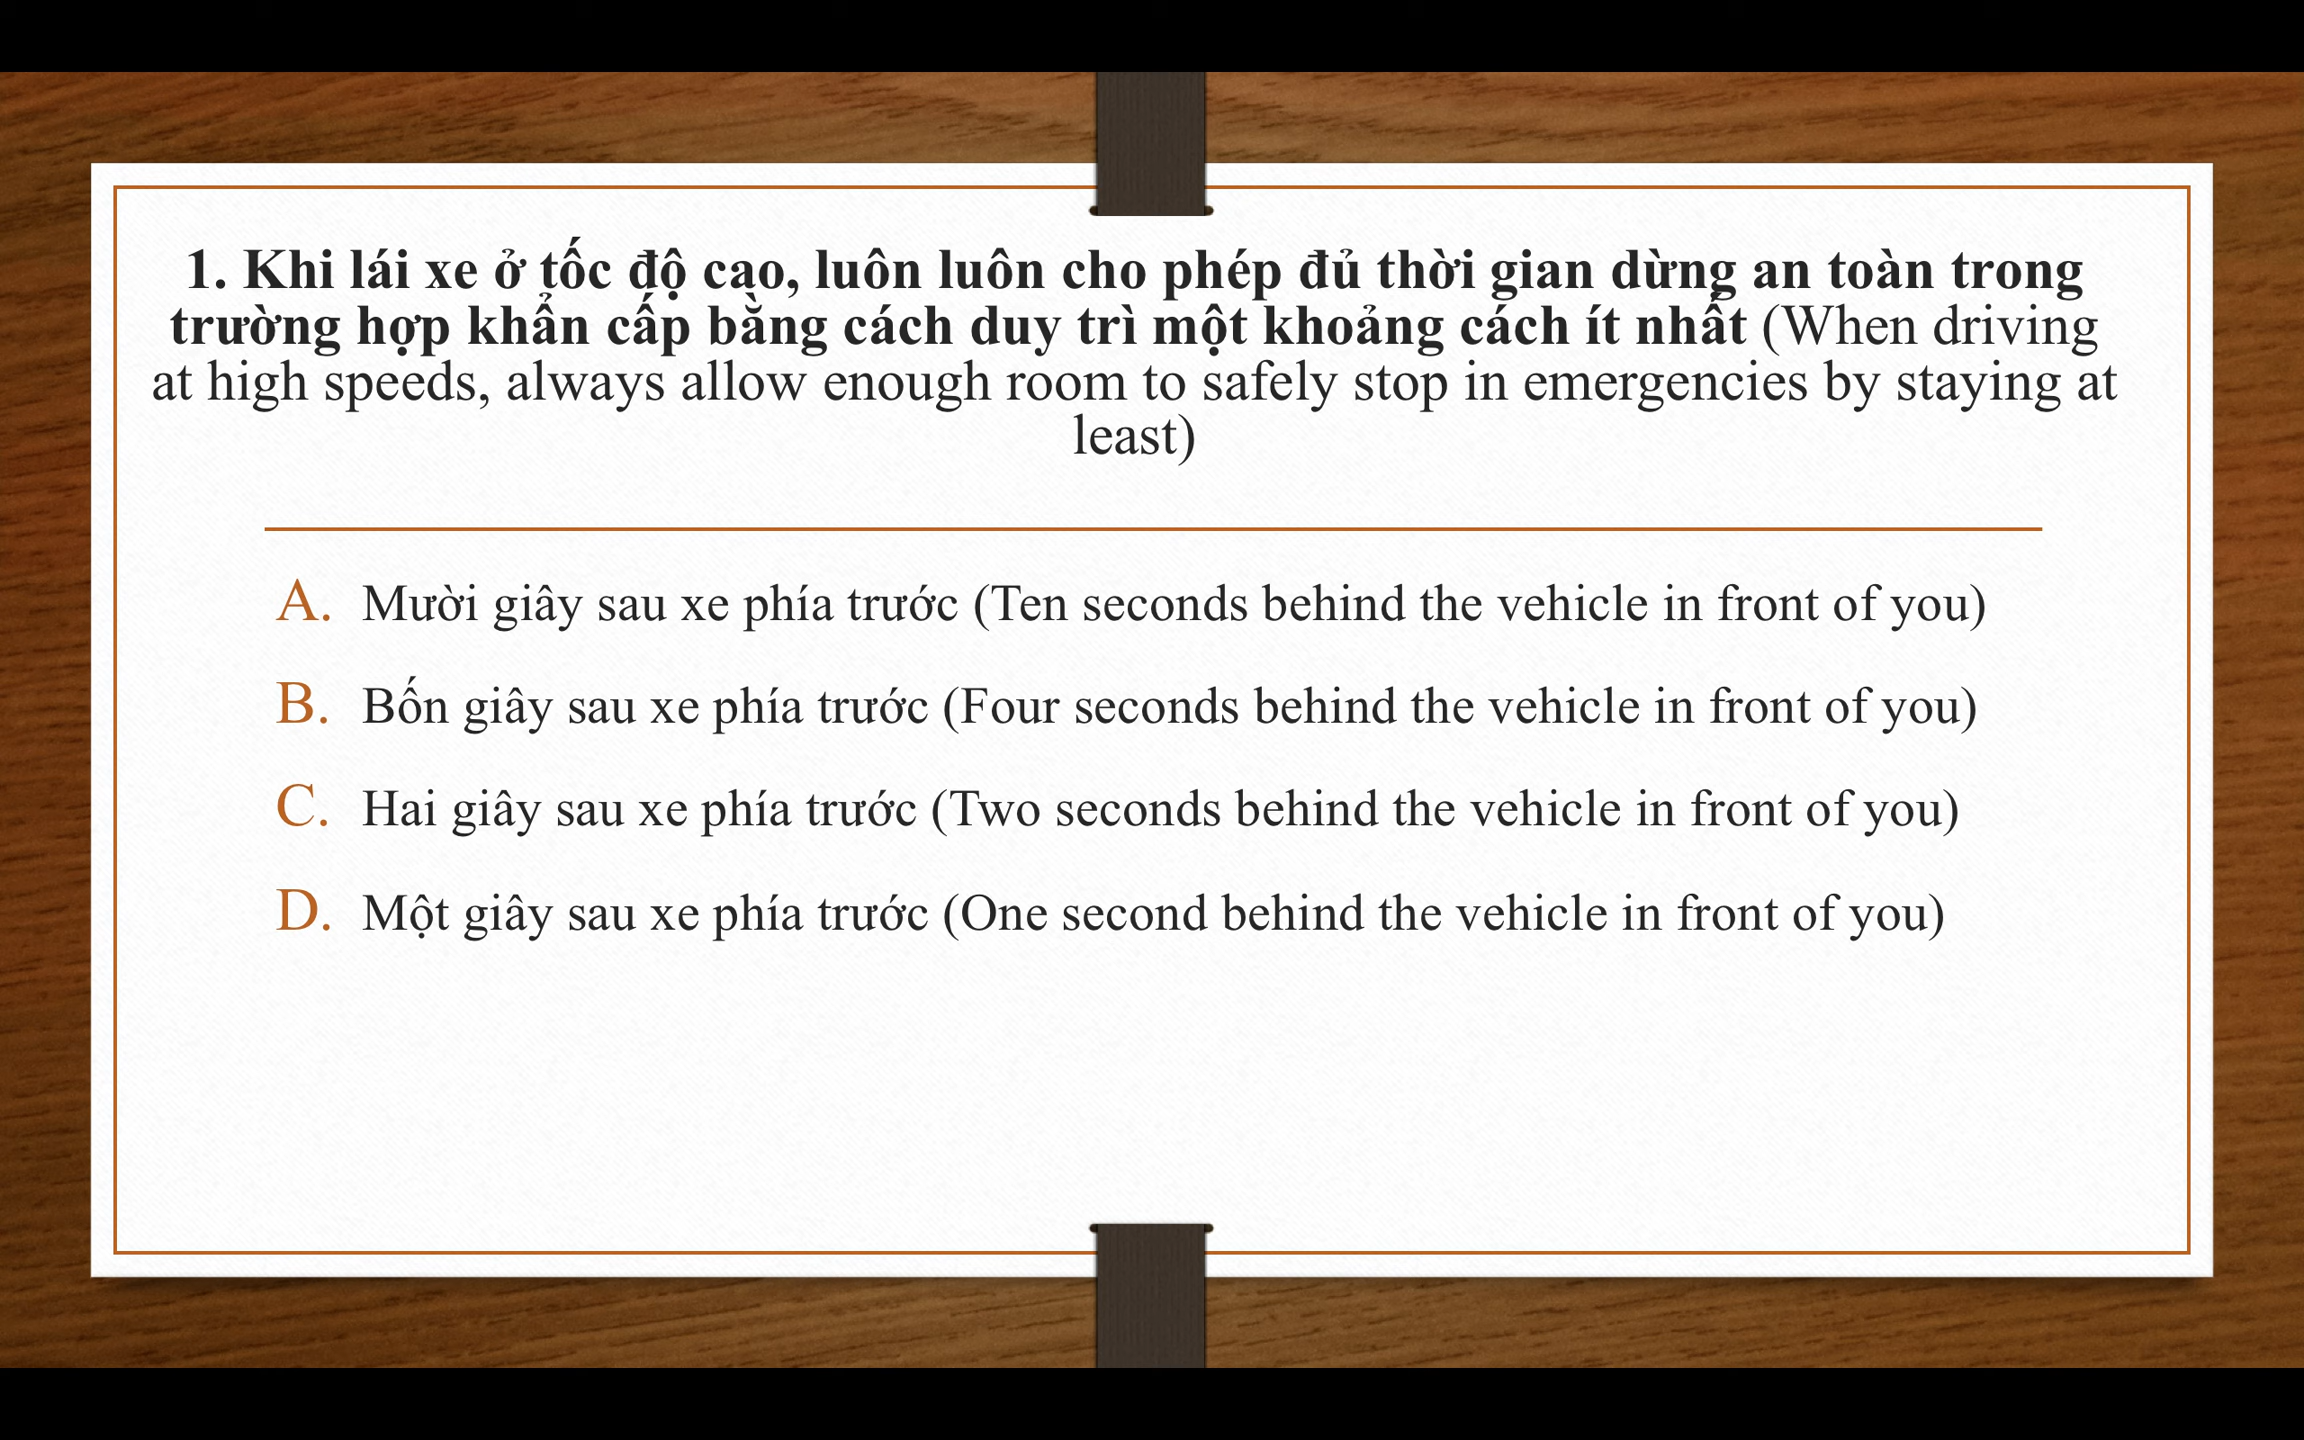 1. Khi lái xe ở tốc độ cao, luôn luôn cho phép đủ thời gian dừng an toàn trong
trường hợp khẩn cấp bằng cách duy trì một khoảng cách ít nhất (When driving
at high speeds, always allow enough room to safely stop in emergencies by staying at
least)
A. Mười giây sau xe phía trước (Ten seconds behind the vehicle in front of you)
B. Bốn giây sau xe phía trước (Four seconds behind the vehicle in front of you)
C. Hai giây sau xe phía trước (Two seconds behind the vehicle in front of you)
D. Một giây sau xe phía trước (One second behind the vehicle in front of you)